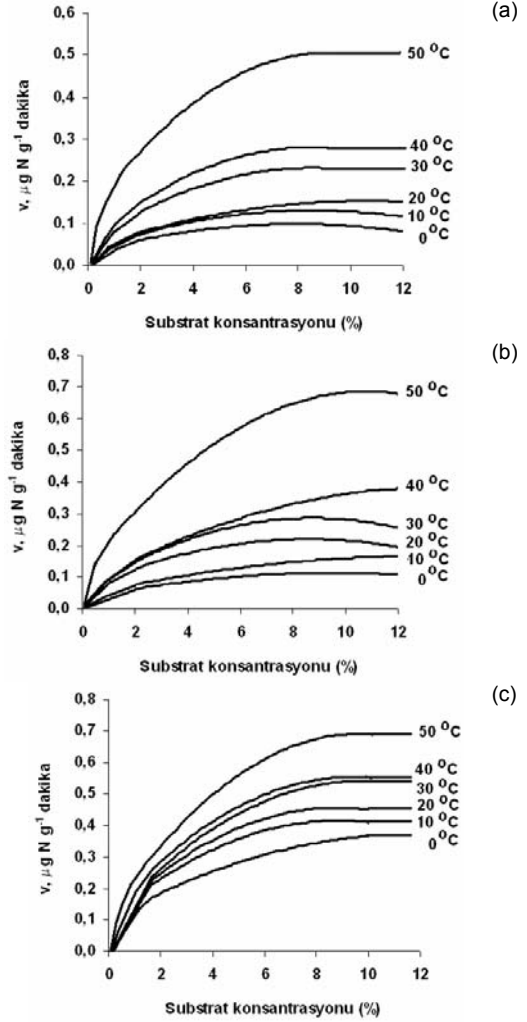 (a)
0,6
0,5
0,4
0,3
0,2
0,1
0,0
v, µg N g⁻¹ dakika
50 °C
40 °C
30 °C
20 °C
10 °C
0 °C
0 2 4 6 8 10 12
Substrat konsantrasyonu (%)
(b)
0,8
0,7
0,6
0,5
0,4
0,3
0,2
0,1
0,0
v, µg N g⁻¹ dakika
50 °C
40 °C
30 °C
20 °C
40 °C
0 °C
0 2 4 6 8 10 12
Substrat konsantrasyonu (%)
(c)
0,8
0,7
0,6
0,5
0,4
0,3
0,2
0,1
0,0
v, µg N g⁻¹ dakika
50 °C
40 °C
30 °C
20 °C
10 °C
0 °C
0 2 4 6 8 10 12
Substrat konsantrasyonu (%)